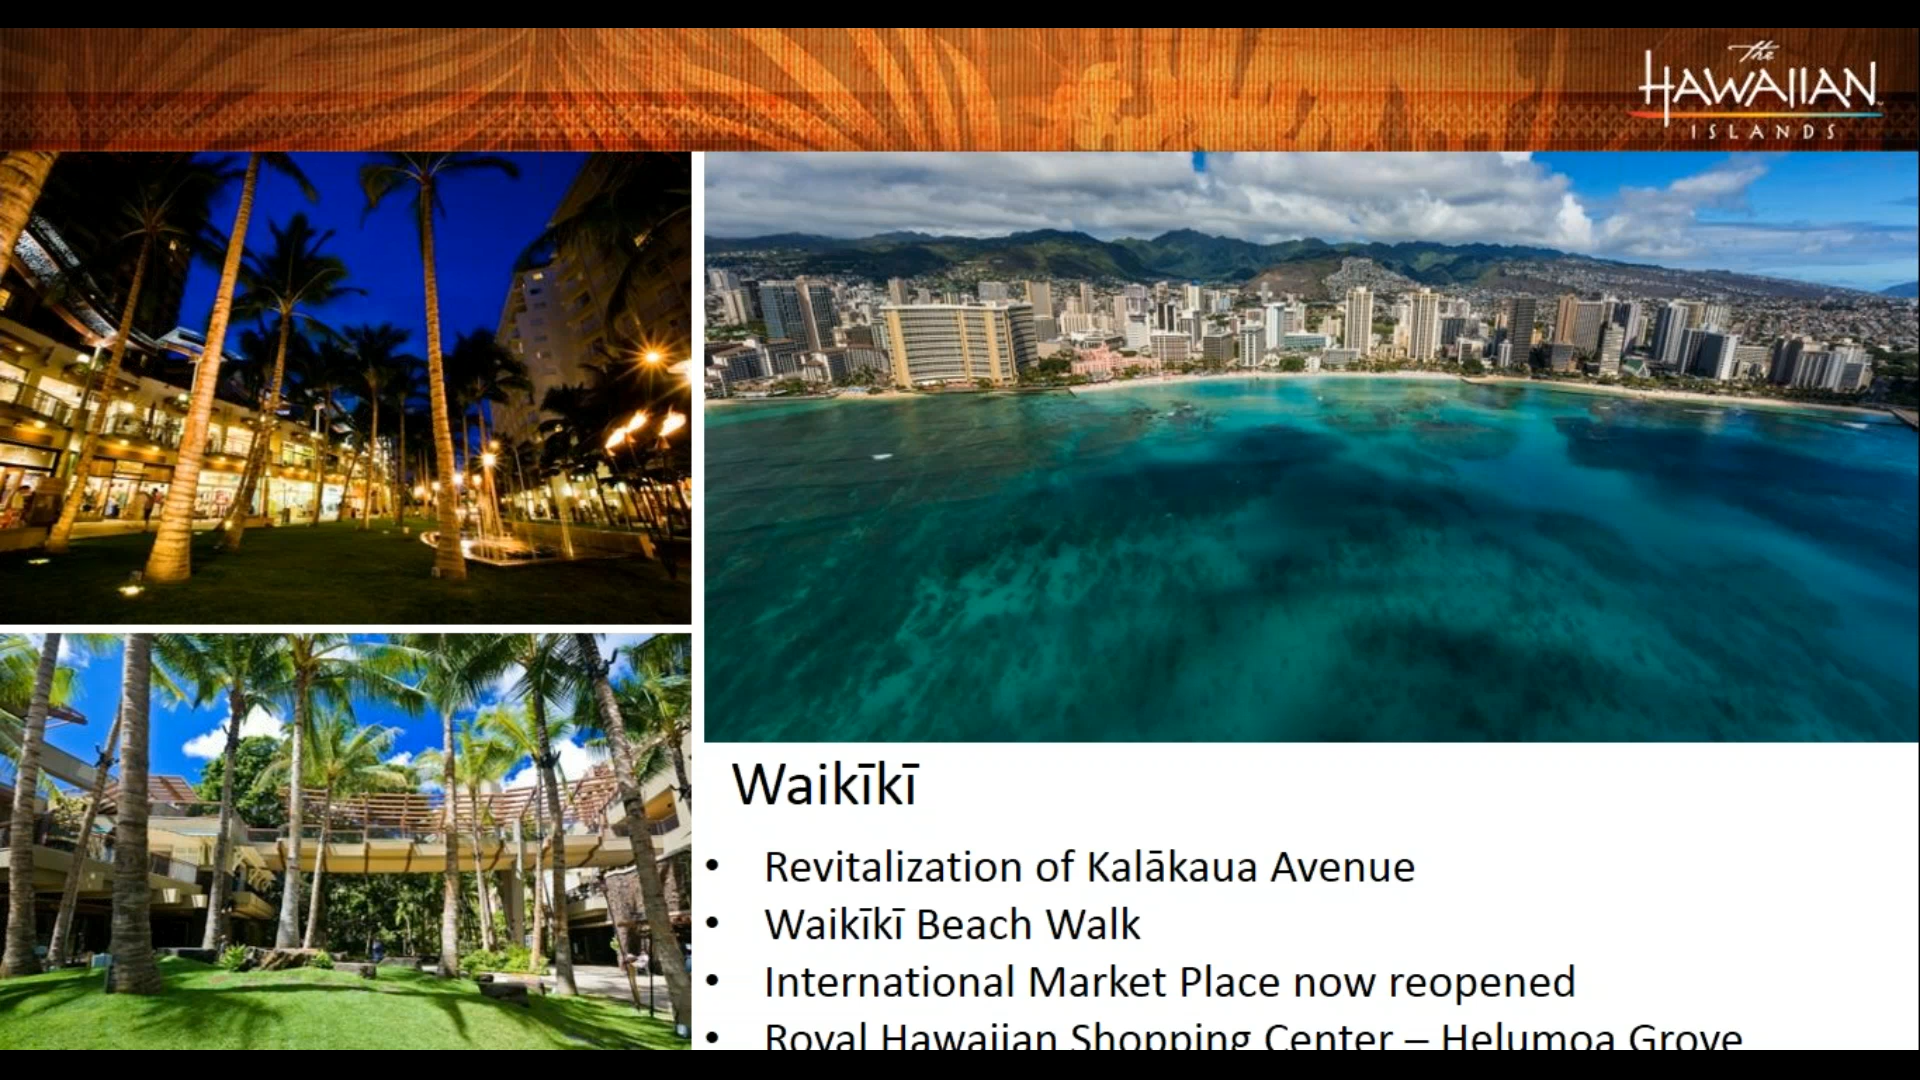 The
HAWAIIAN
ISLANDS
Waikīkī
• Revitalization of Kalākaua Avenue
• Waikīkī Beach Walk
• International Market Place now reopened
• Royal Hawaiian Shopping Center – Helumoa Grove